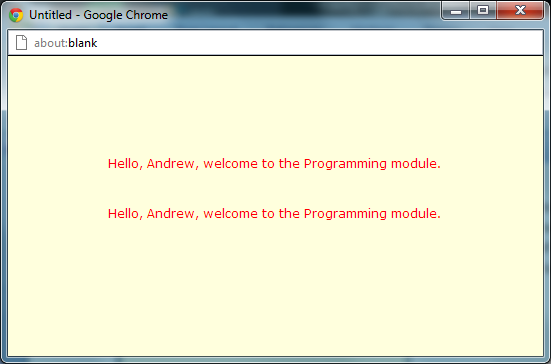 Untitled - Google Chrome
about:blank
Hello, Andrew, welcome to the Programming module.
Hello, Andrew, welcome to the Programming module.